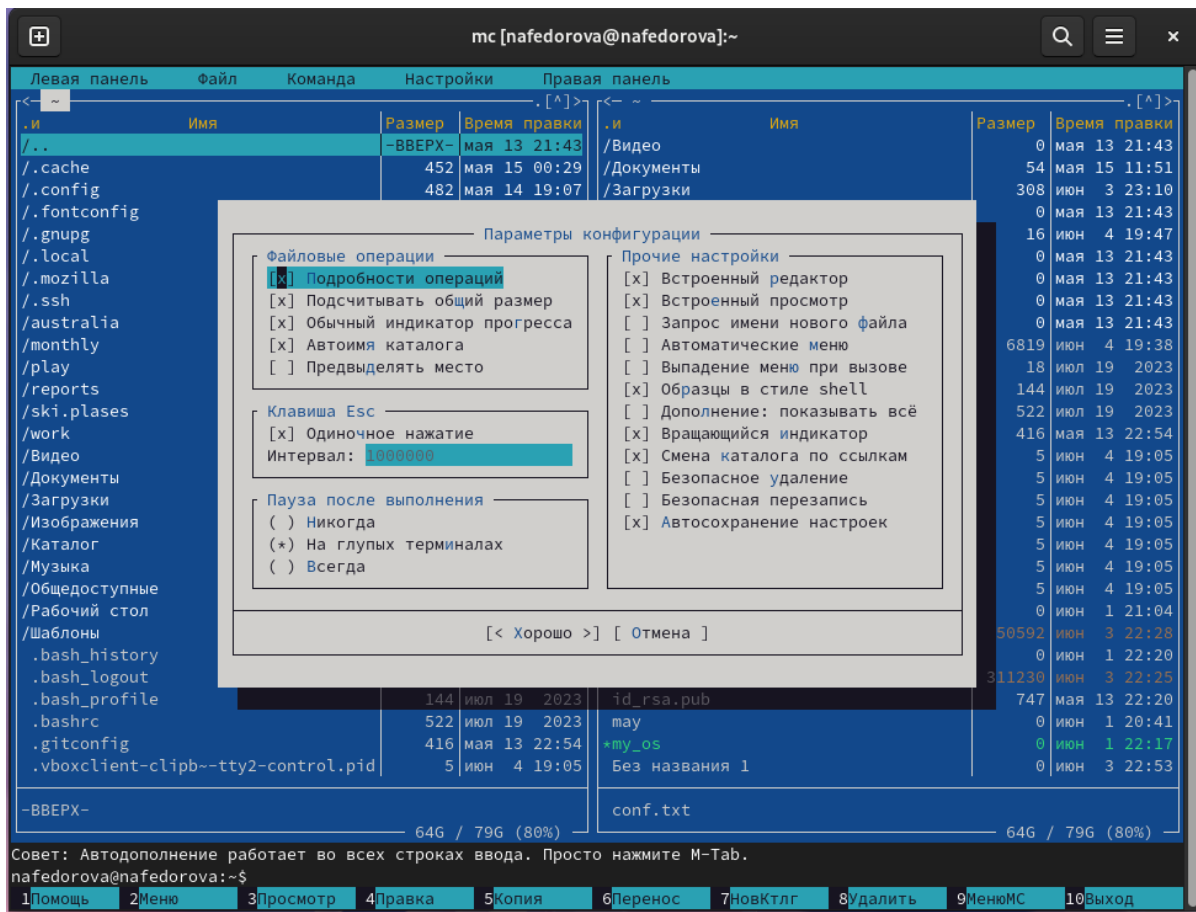 mc [nafedorova@nafedorova]:~
Левая панель Файл Команда Настройки Правая панель
<— ~ .[^]> <— ~ .[^]>
.и Имя Размер Время правки .и Имя Размер Время правки
/.. -ВВЕРХ- мая 13 21:43 /Видео 0 мая 13 21:43
/.cache 452 мая 15 00:29 /Документы 54 мая 15 11:51
/.config 482 мая 14 19:07 /Загрузки 308 июн 3 23:10
/.fontconfig 0 мая 13 21:43
/.gnupg 16 июн 4 19:47
/.local 0 мая 13 21:43
/.mozilla 0 мая 13 21:43
/.ssh 0 мая 13 21:43
/australia 0 мая 13 21:43
/monthly 6819 июн 4 19:38
/play 18 июл 19 2023
/reports 144 июл 19 2023
/ski.plases 522 июл 19 2023
/work 416 мая 13 22:54
/Видео 5 июн 4 19:05
/Документы 5 июн 4 19:05
/Загрузки 5 июн 4 19:05
/Изображения 5 июн 4 19:05
/Каталог 5 июн 4 19:05
/Музыка 5 июн 4 19:05
/Общедоступные 5 июн 4 19:05
/Рабочий стол 0 июн 1 21:04
/Шаблоны 50592 июн 3 22:28
.bash_history 0 июн 1 22:20
.bash_logout 311230 июн 3 22:25
.bash_profile 144 июл 19 2023 id_rsa.pub 747 мая 13 22:20
.bashrc 522 июл 19 2023 may 0 июн 1 20:41
.gitconfig 416 мая 13 22:54 *my_os 0 июн 1 22:17
.vboxclient-clipb~~tty2-control.pid 5 июн 4 19:05 Без названия 1 0 июн 3 22:53
Параметры конфигурации
Файловые операции
[x] Подробности операций
[x] Подсчитывать общий размер
[x] Обычный индикатор прогресса
[x] Автоимя каталога
[ ] Предвыделять место
Клавиша Esc
[x] Одиночное нажатие
Интервал: 1000000
Пауза после выполнения
( ) Никогда
(*) На глупых терминалах
( ) Всегда
Прочие настройки
[x] Встроенный редактор
[x] Встроенный просмотр
[ ] Запрос имени нового файла
[ ] Автоматические меню
[ ] Выпадение меню при вызове
[x] Образцы в стиле shell
[ ] Дополнение: показывать всё
[x] Вращающийся индикатор
[x] Смена каталога по ссылкам
[ ] Безопасное удаление
[ ] Безопасная перезапись
[x] Автосохранение настроек
[< Хорошо >] [ Отмена ]
-ВВЕРХ- conf.txt
64G / 79G (80%) 64G / 79G (80%)
Совет: Автодополнение работает во всех строках ввода. Просто нажмите M-Tab.
nafedorova@nafedorova:~$
1Помощь 2Меню 3Просмотр 4Правка 5Копия 6Перенос 7НовКтлг 8Удалить 9МенюMC 10Выход